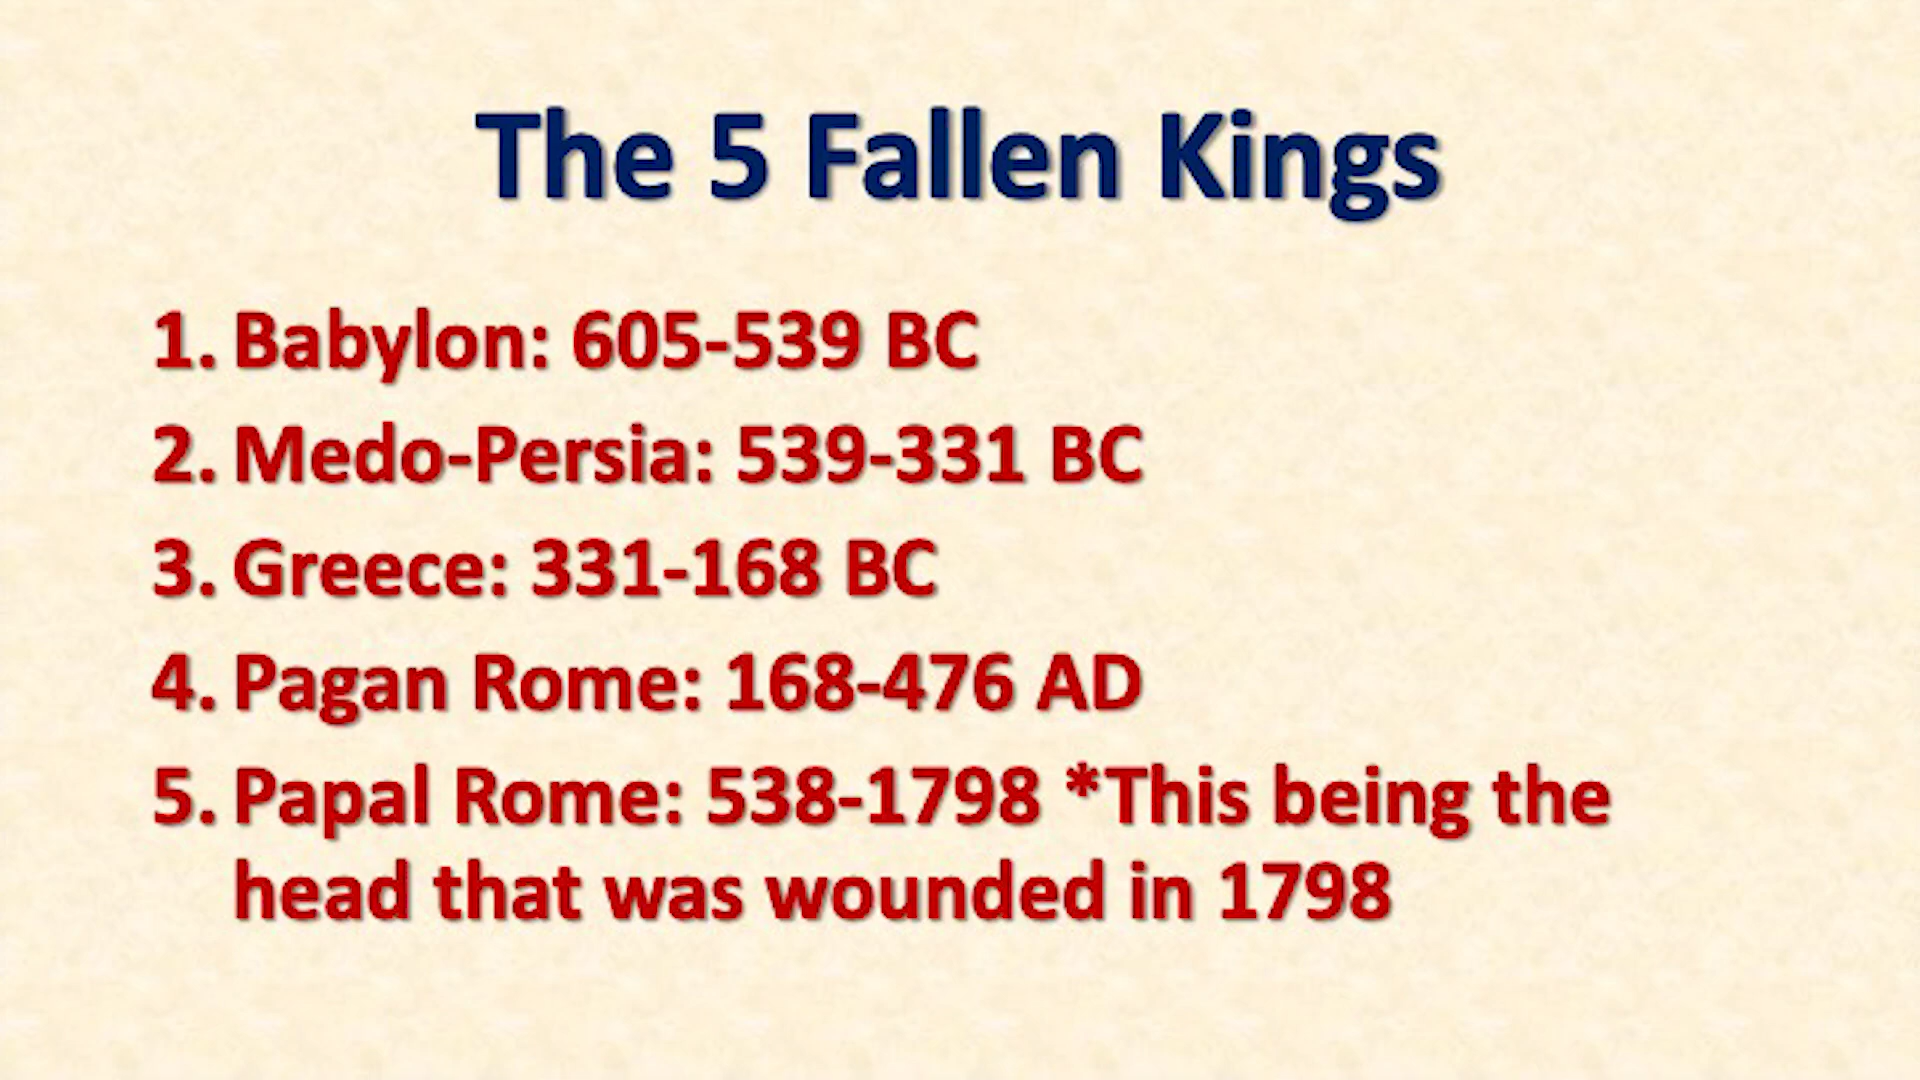 The 5 Fallen Kings
1. Babylon: 605-539 BC
2. Medo-Persia: 539-331 BC
3. Greece: 331-168 BC
4. Pagan Rome: 168-476 AD
5. Papal Rome: 538-1798 *This being the
head that was wounded in 1798